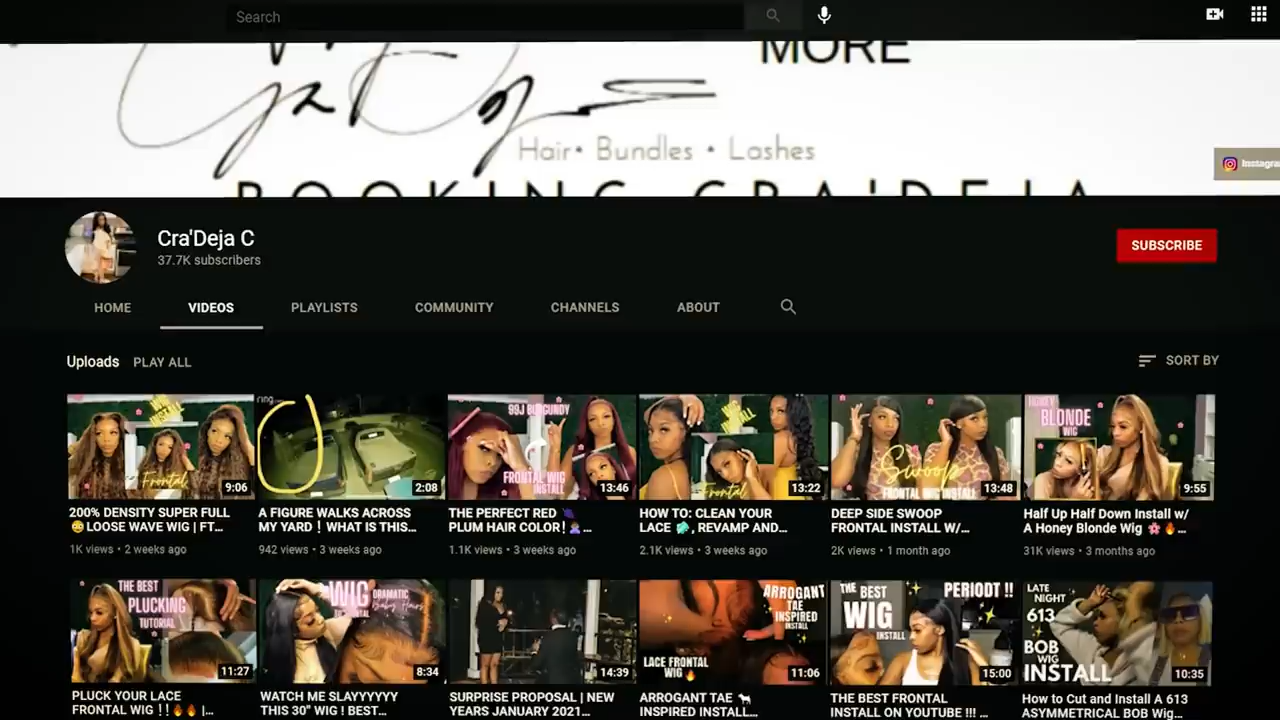 Search
MORE
Hair • Bundles • Lashes
BOOKING CRA'DEJA
Cra'Deja C
37.7K subscribers
SUBSCRIBE
HOME
VIDEOS
PLAYLISTS
COMMUNITY
CHANNELS
ABOUT
Uploads
PLAY ALL
SORT BY
Frontal
9:06
ring
2:08
99J BURGUNDY
FRONTAL WIG
INSTALL
13:46
WIG
INSTALL
Frontal
13:22
Swoop
FRONTAL WIG INSTALL
13:48
HONEY
BLONDE
WIG
9:55
200% DENSITY SUPER FULL
LOOSE WAVE WIG | FT...
1K views • 2 weeks ago
A FIGURE WALKS ACROSS
MY YARD ! WHAT IS THIS...
942 views • 3 weeks ago
THE PERFECT RED
PLUM HAIR COLOR! ...
1.1K views • 3 weeks ago
HOW TO: CLEAN YOUR
LACE , REVAMP AND...
2.1K views • 3 weeks ago
DEEP SIDE SWOOP
FRONTAL INSTALL W/...
2K views • 1 month ago
Half Up Half Down Install w/
A Honey Blonde Wig ...
31K views • 3 months ago
THE BEST
PLUCKING
TUTORIAL
11:27
WIG
DRAMATIC
Baby Hairs
8:34
14:39
ARROGANT
TAE
INSPIRED
INSTALL
LACE FRONTAL
WIG
11:06
THE BEST
WIG
INSTALL
PERIODT !!
15:00
LATE
NIGHT
613
BOB
WIG
INSTALL
10:35
PLUCK YOUR LACE
FRONTAL WIG !! |...
WATCH ME SLAYYYYYY
THIS 30" WIG ! BEST...
SURPRISE PROPOSAL | NEW
YEARS JANUARY 2021...
ARROGANT TAE
INSPIRED INSTALL...
THE BEST FRONTAL
INSTALL ON YOUTUBE !!! ...
How to Cut and Install A 613
ASYMMETRICAL BOB Wig...